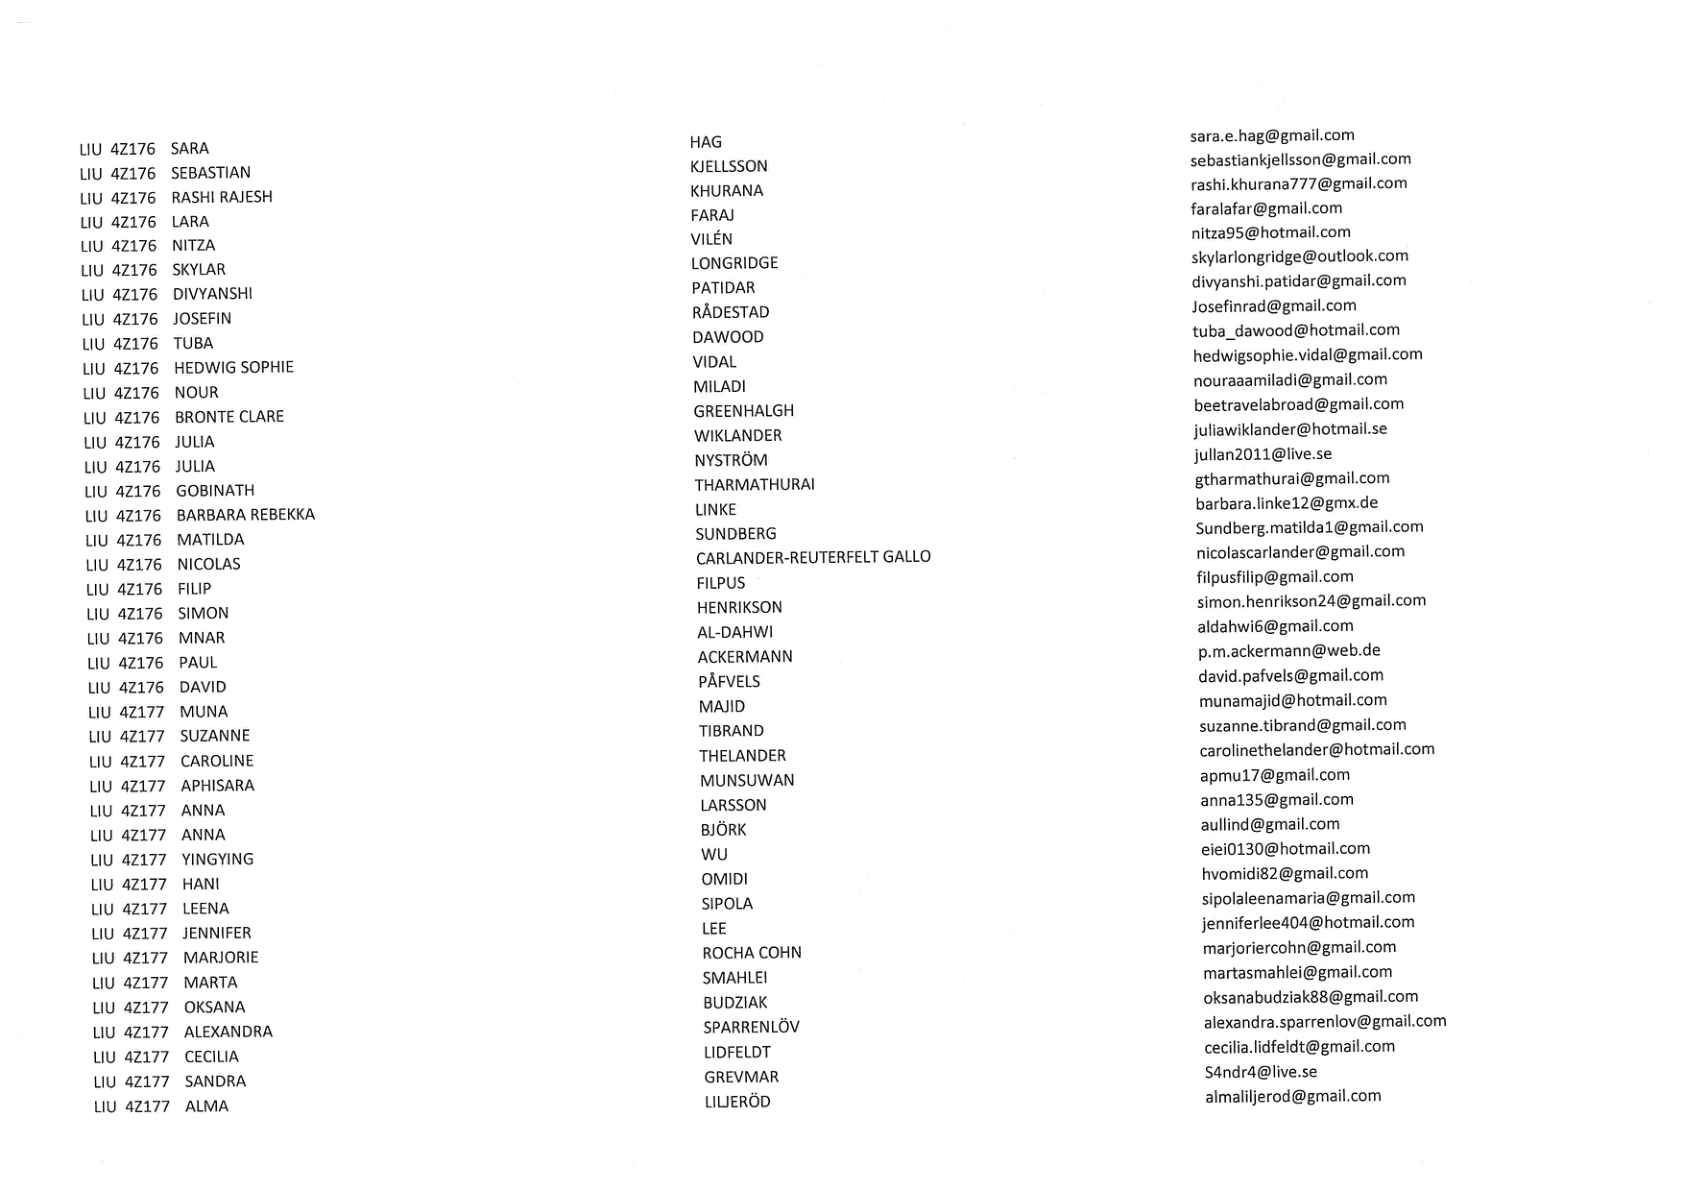 LIU 4Z176 SARA HAG sara.e.hag@gmail.com
LIU 4Z176 SEBASTIAN KJELLSSON sebastiankjellsson@gmail.com
LIU 4Z176 RASHI RAJESH KHURANA rashi.khurana777@gmail.com
LIU 4Z176 LARA FARAJ faralafar@gmail.com
LIU 4Z176 NITZA VILÉN nitza95@hotmail.com
LIU 4Z176 SKYLAR LONGRIDGE skylarlongridge@outlook.com
LIU 4Z176 DIVYANSHI PATIDAR divyanshi.patidar@gmail.com
LIU 4Z176 JOSEFIN RÅDESTAD Josefinrad@gmail.com
LIU 4Z176 TUBA DAWOOD tuba_dawood@hotmail.com
LIU 4Z176 HEDWIG SOPHIE VIDAL hedwigsophie.vidal@gmail.com
LIU 4Z176 NOUR MILADI nouraaamiladi@gmail.com
LIU 4Z176 BRONTE CLARE GREENHALGH beetravelabroad@gmail.com
LIU 4Z176 JULIA WIKLANDER juliawiklander@hotmail.se
LIU 4Z176 JULIA NYSTRÖM jullan2011@live.se
LIU 4Z176 GOBINATH THARMATHURAI gtharmathurai@gmail.com
LIU 4Z176 BARBARA REBEKKA LINKE barbara.linke12@gmx.de
LIU 4Z176 MATILDA SUNDBERG Sundberg.matilda1@gmail.com
LIU 4Z176 NICOLAS CARLANDER-REUTERFELT GALLO nicolascarlander@gmail.com
LIU 4Z176 FILIP FILPUS filpusfilip@gmail.com
LIU 4Z176 SIMON HENRIKSON simon.henrikson24@gmail.com
LIU 4Z176 MNAR AL-DAHWI aldahwi6@gmail.com
LIU 4Z176 PAUL ACKERMANN p.m.ackermann@web.de
LIU 4Z176 DAVID PÅFVELS david.pafvels@gmail.com
LIU 4Z177 MUNA MAJID munamajid@hotmail.com
LIU 4Z177 SUZANNE TIBRAND suzanne.tibrand@gmail.com
LIU 4Z177 CAROLINE THELANDER carolinethelander@hotmail.com
LIU 4Z177 APHISARA MUNSUWAN apmu17@gmail.com
LIU 4Z177 ANNA LARSSON anna135@gmail.com
LIU 4Z177 ANNA BJÖRK aullind@gmail.com
LIU 4Z177 YINGYING WU eiei0130@hotmail.com
LIU 4Z177 HANI OMIDI hvomidi82@gmail.com
LIU 4Z177 LEENA SIPOLA sipolaleenamaria@gmail.com
LIU 4Z177 JENNIFER LEE jenniferlee404@hotmail.com
LIU 4Z177 MARJORIE ROCHA COHN marjoriercohn@gmail.com
LIU 4Z177 MARTA SMAHLEI martasmahlei@gmail.com
LIU 4Z177 OKSANA BUDZIAK oksanabudziak88@gmail.com
LIU 4Z177 ALEXANDRA SPARRENLÖV alexandra.sparrenlov@gmail.com
LIU 4Z177 CECILIA LIDFELDT cecilia.lidfeldt@gmail.com
LIU 4Z177 SANDRA GREVMAR S4ndr4@live.se
LIU 4Z177 ALMA LILJERÖD almaliljerod@gmail.com